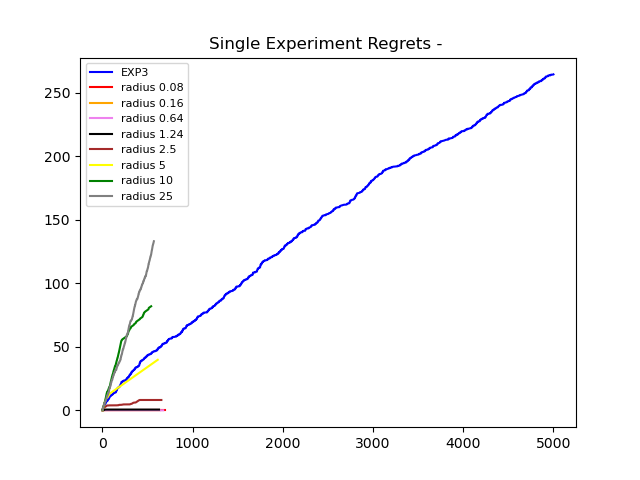 Single Experiment Regrets -
EXP3
radius 0.08
radius 0.16
radius 0.64
radius 1.24
radius 2.5
radius 5
radius 10
radius 25
250
200
150
100
50
0
0 1000 2000 3000 4000 5000